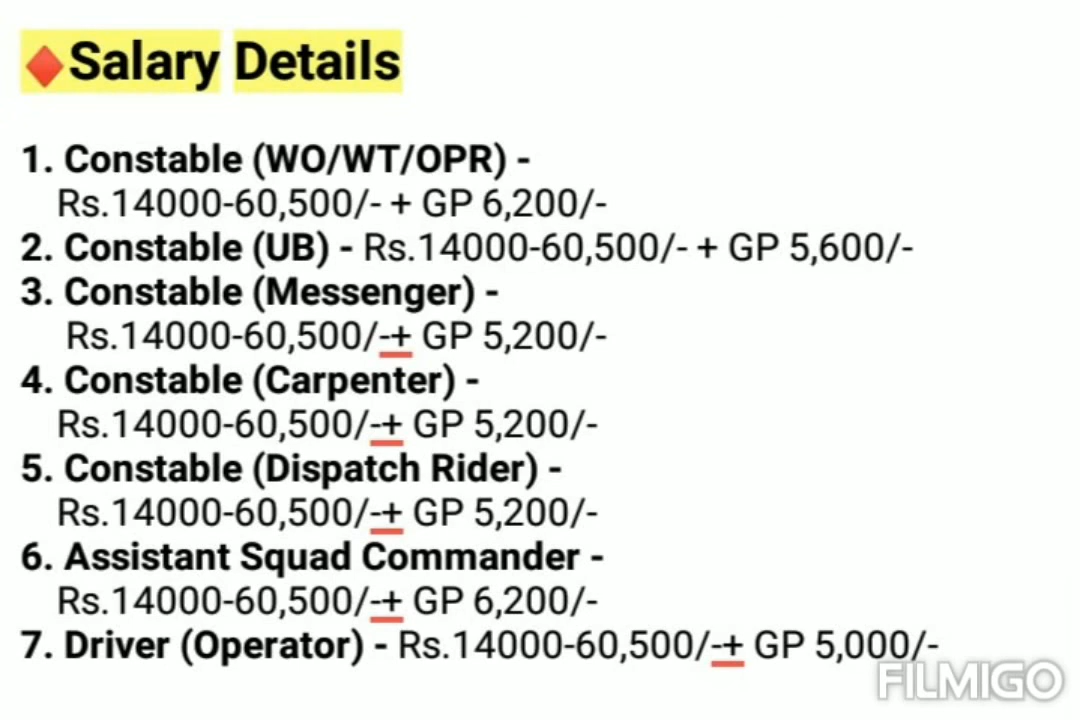 ♦Salary Details
1. Constable (WO/WT/OPR) -
Rs.14000-60,500/- + GP 6,200/-
2. Constable (UB) - Rs.14000-60,500/- + GP 5,600/-
3. Constable (Messenger) -
Rs.14000-60,500/-+ GP 5,200/-
4. Constable (Carpenter) -
Rs.14000-60,500/-+ GP 5,200/-
5. Constable (Dispatch Rider) -
Rs.14000-60,500/-+ GP 5,200/-
6. Assistant Squad Commander -
Rs.14000-60,500/-+ GP 6,200/-
7. Driver (Operator) - Rs.14000-60,500/-+ GP 5,000/-
FILMIGO